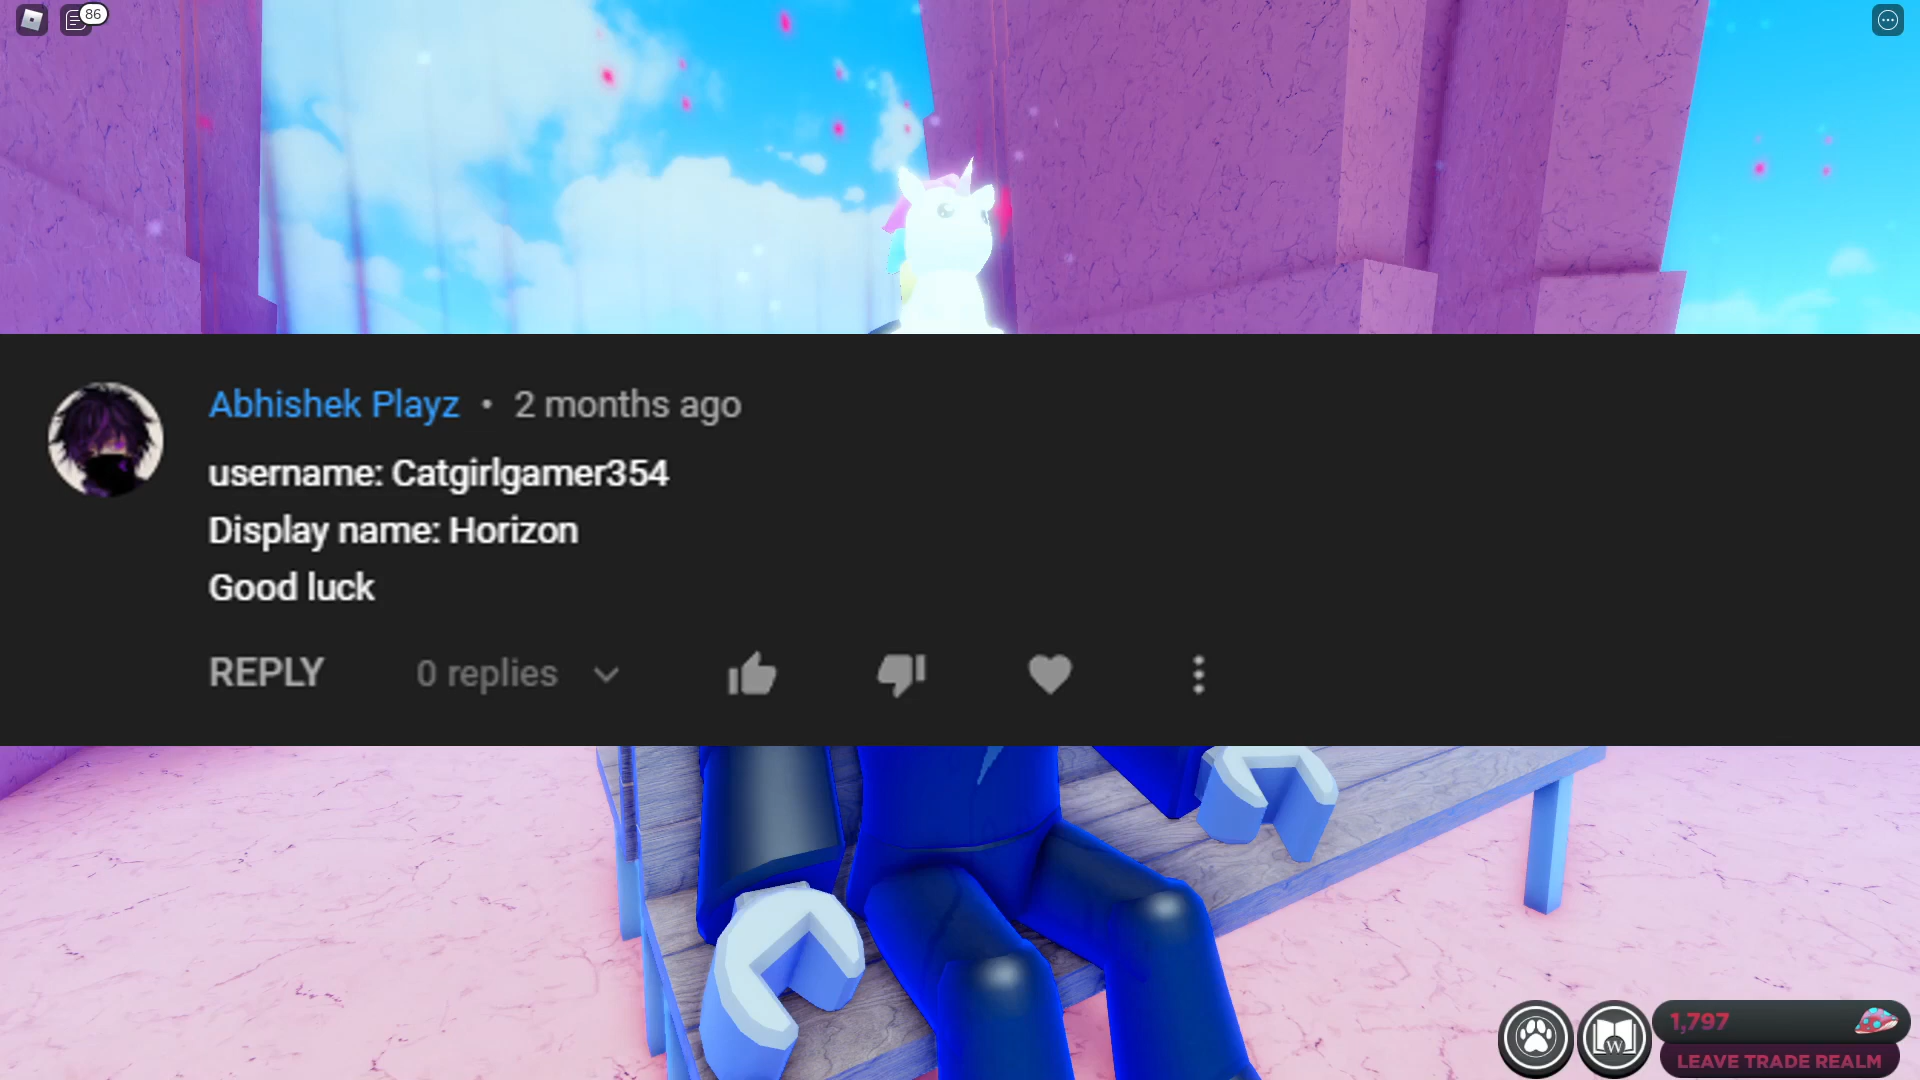 86
Abhishek Playz • 2 months ago
username: Catgirlgamer354
Display name: Horizon
Good luck
REPLY 0 replies
W
1,797
LEAVE TRADE REALM